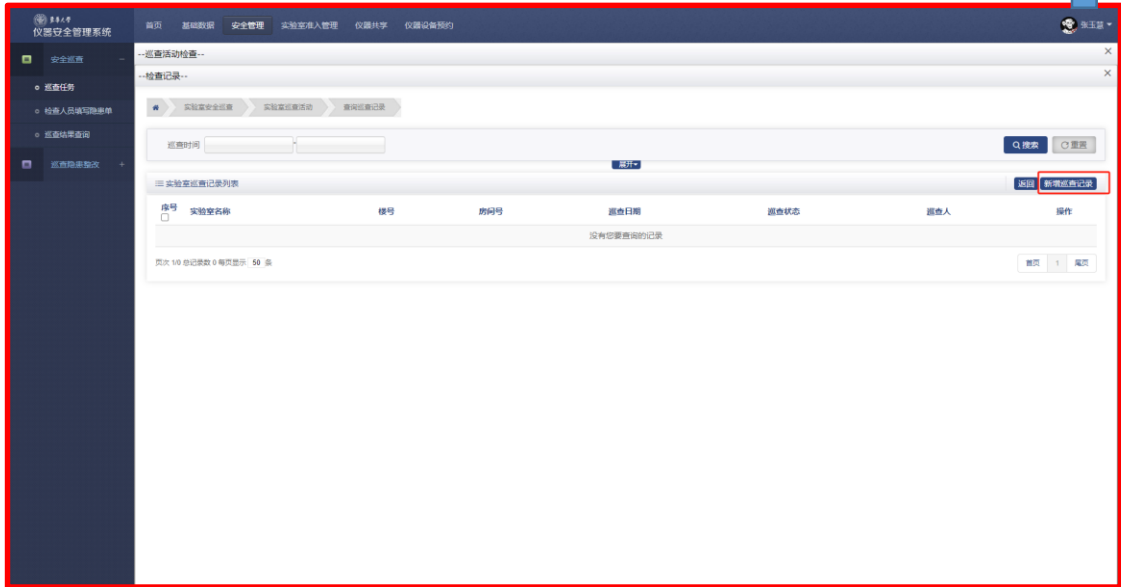 仪器安全管理系统
首页 基础数据 安全管理 实验室准入管理 仪器共享 仪器设备预约
安全巡查 -
巡查任务
检查人员填写隐患单
巡查结果查询
巡查隐患整改 +
--巡查活动检查-- ×
--检查记录-- ×
实验室安全巡查 实验室巡查活动 查询巡查记录
巡查时间 - 搜索 重置
展开
实验室巡查记录列表 返回 新增巡查记录
序号 实验室名称 楼号 房间号 巡查日期 巡查状态 巡查人 操作
没有您要查询的记录
页次 1/0 总记录数 0 每页显示 50 条 首页 1 尾页